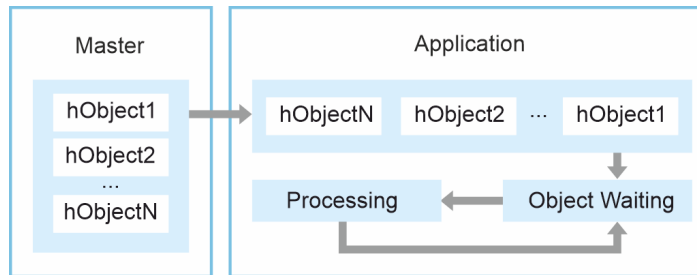 Master
hObject1
hObject2
...
hObjectN
Application
hObjectN hObject2 ... hObject1
Processing Object Waiting